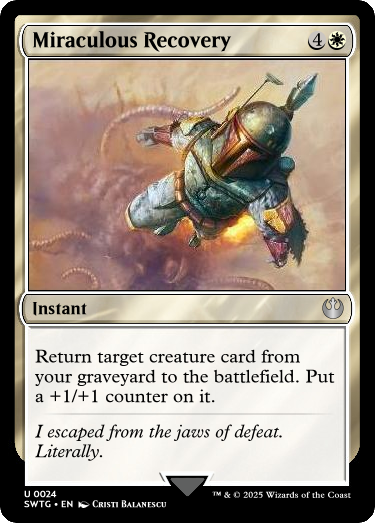 Miraculous Recovery 4
Instant
Return target creature card from
your graveyard to the battlefield. Put
a +1/+1 counter on it.
I escaped from the jaws of defeat.
Literally.
U 0024
SWTG • EN Cristi Balanescu
™ & © 2025 Wizards of the Coast